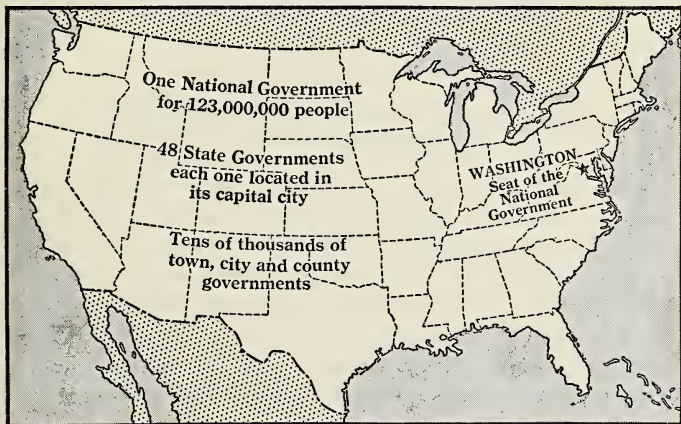 One National Government
for 123,000,000 people
48 State Governments
each one located in
its capital city
Tens of thousands of
town, city and county
governments
WASHINGTON
Seat of the
National
Government